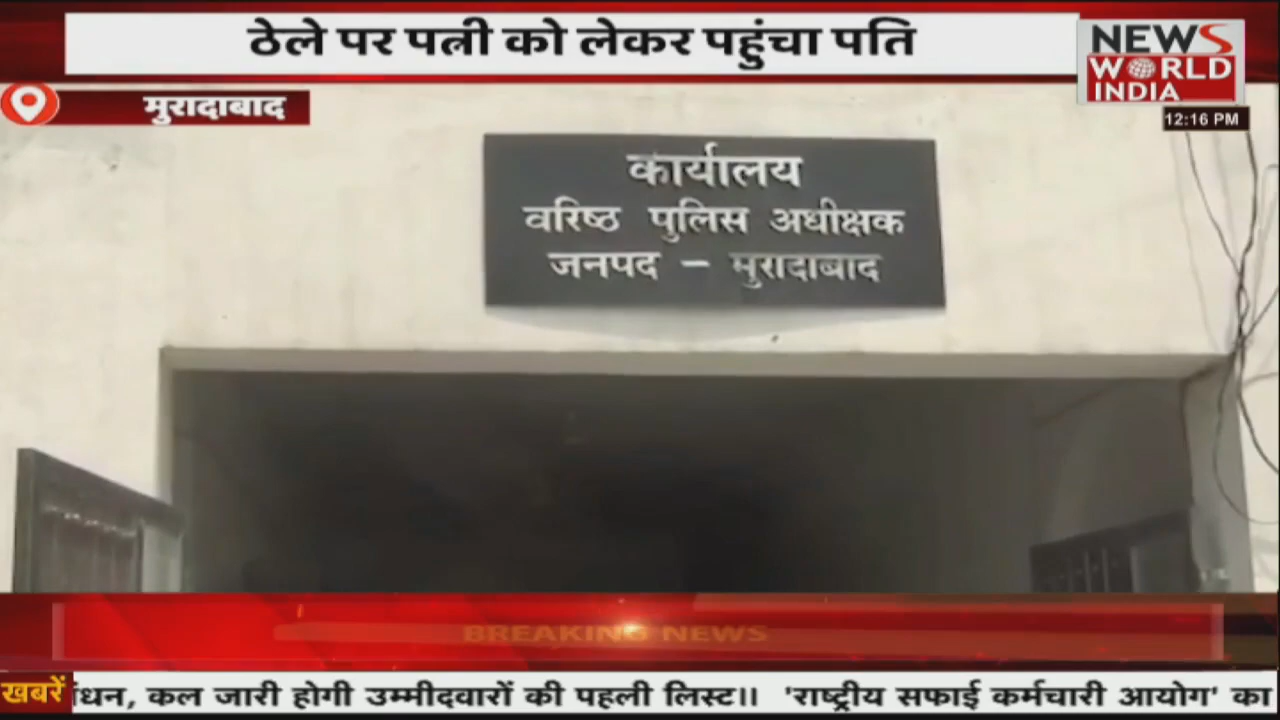 ठेले पर पत्नी को लेकर पहुंचा पति
NEWS
WORLD
INDIA
12:16 PM
मुरादाबाद
कार्यालय
वरिष्ठ पुलिस अधीक्षक
जनपद – मुरादाबाद
BREAKING NEWS
खबरें
कल जारी होगी उम्मीदवारों की पहली लिस्ट।। 'राष्ट्रीय सफाई कर्मचारी आयोग' का